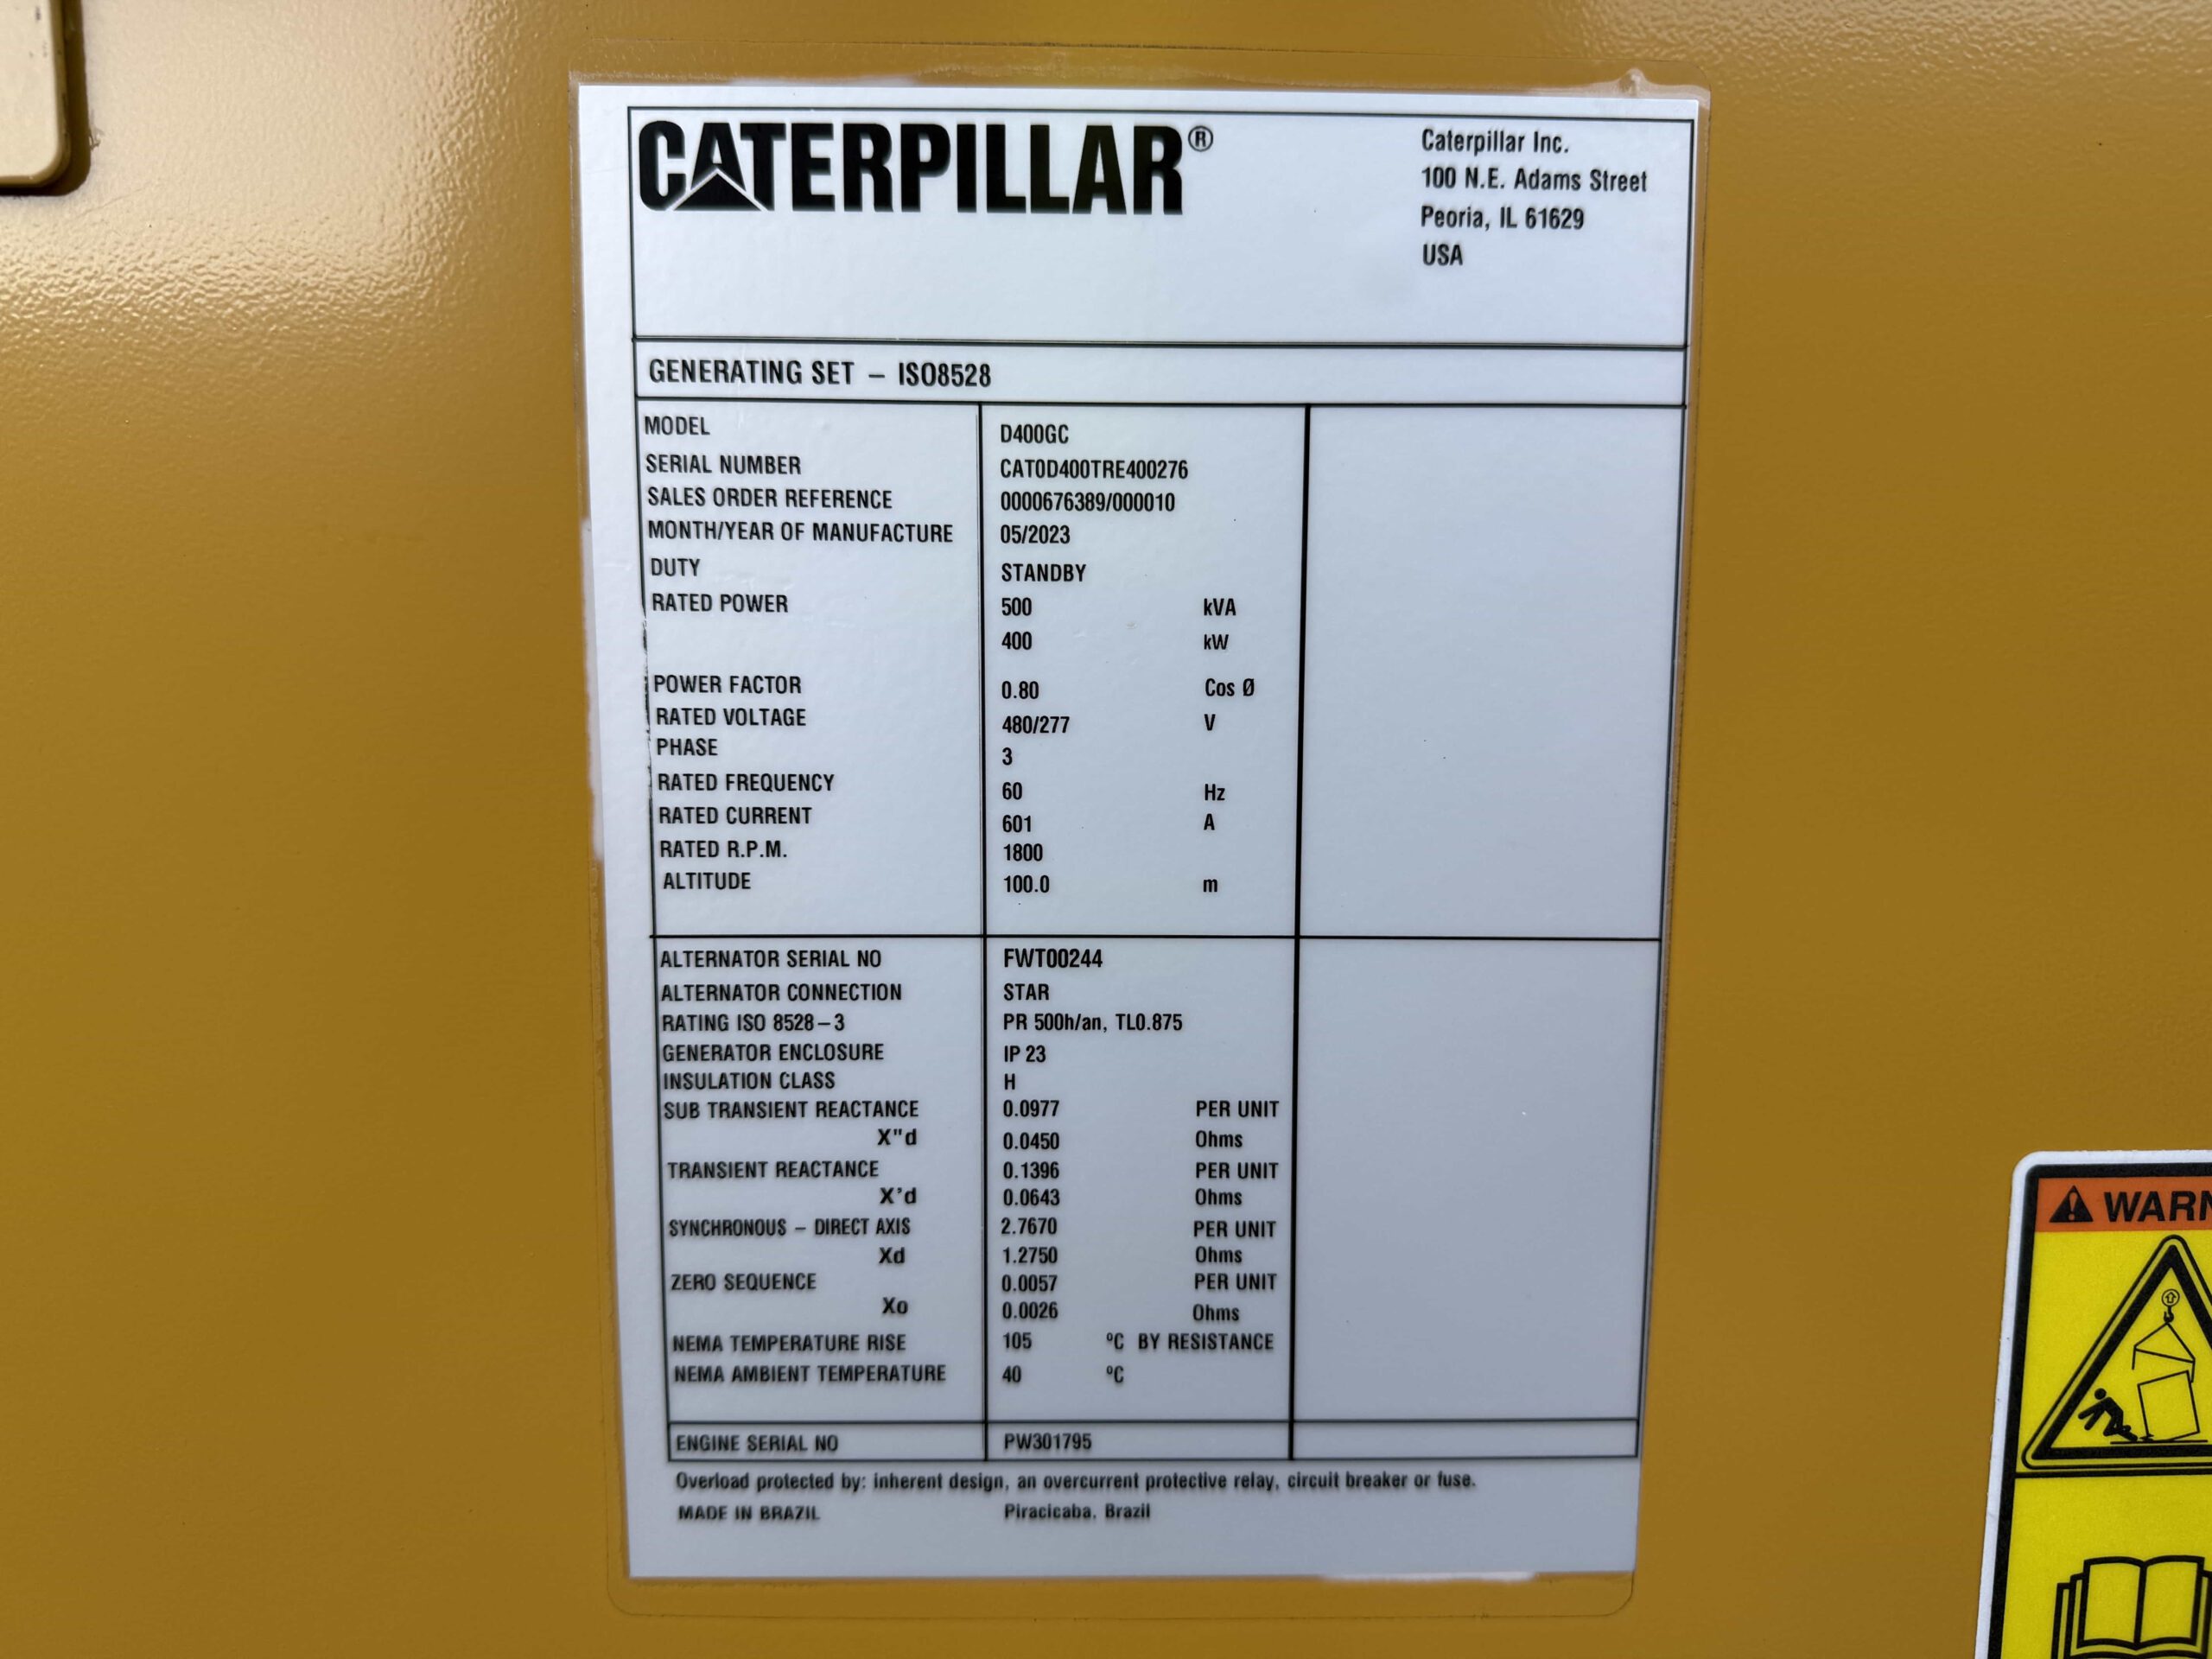 CATERPILLAR®
Caterpillar Inc.
100 N.E. Adams Street
Peoria, IL 61629
USA
GENERATING SET – ISO8528
MODEL D400GC
SERIAL NUMBER CAT0D400TRE400276
SALES ORDER REFERENCE 0000676389/000010
MONTH/YEAR OF MANUFACTURE 05/2023
DUTY STANDBY
RATED POWER 500 kVA
400 kW
POWER FACTOR 0.80 Cos Ø
RATED VOLTAGE 480/277 V
PHASE 3
RATED FREQUENCY 60 Hz
RATED CURRENT 601 A
RATED R.P.M. 1800
ALTITUDE 100.0 m
ALTERNATOR SERIAL NO FWT00244
ALTERNATOR CONNECTION STAR
RATING ISO 8528–3 PR 500h/an, TL0.875
GENERATOR ENCLOSURE IP 23
INSULATION CLASS H
SUB TRANSIENT REACTANCE 0.0977 PER UNIT
X"d 0.0450 Ohms
TRANSIENT REACTANCE 0.1396 PER UNIT
X'd 0.0643 Ohms
SYNCHRONOUS – DIRECT AXIS 2.7670 PER UNIT
Xd 1.2750 Ohms
ZERO SEQUENCE 0.0057 PER UNIT
Xo 0.0026 Ohms
NEMA TEMPERATURE RISE 105 ºC BY RESISTANCE
NEMA AMBIENT TEMPERATURE 40 ºC
ENGINE SERIAL NO PW301795
Overload protected by: inherent design, an overcurrent protective relay, circuit breaker or fuse.
MADE IN BRAZIL Piracicaba, Brazil